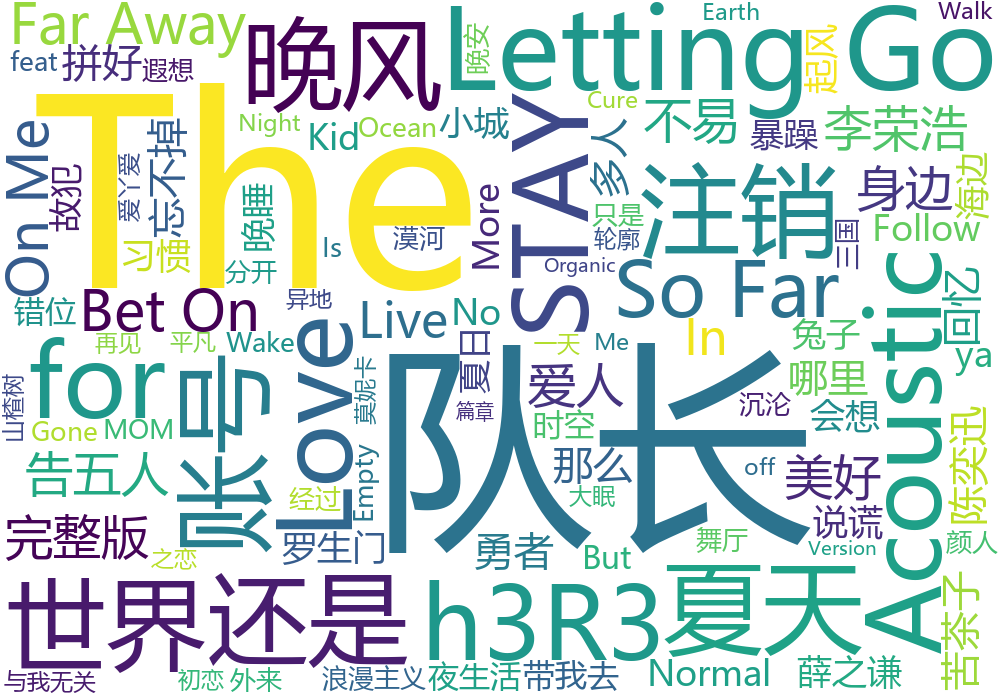 Far Away
晚风
Letting Go
Earth
Walk
feat
拼好
遐想
晚安
起风
The
Night
Kid
Ocean
小城
STAY
Cure
不易
暴躁
李荣浩
On Me
故犯
爱丫爱
忘不掉
晚睡
More
多人
注销
身边
海边
习惯
分开
Is
漠河
只是
轮廓
三国
Follow
错位
Bet On
异地
Live
No
Organic
So Far
Acoustic
回忆
for
再见
平凡
Wake
Love
莫妮卡
夏日
一天
Me
In
兔子
ya
山楂树
Gone
MOM
账号
队长
篇章
爱人
时空
沉沦
哪里
会想
告五人
经过
Empty
那么
大眠
off
美好
陈奕迅
完整版
之恋
罗生门
勇者
But
舞厅
说谎
Version
颜人
世界
还是
h3R3
夏天
苦茶子
与我无关
初恋
外来
浪漫主义
夜生活
带我去
Normal
薛之谦